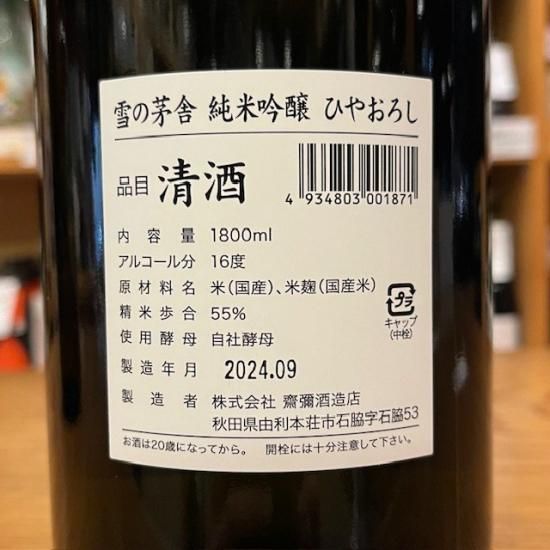 雪の茅舎 純米吟醸 ひやおろし
品目 清酒
4 934803 001871
内容量 1800ml
アルコール分 16度
原材料名 米(国産)、米麹(国産米)
精米歩合 55%
使用酵母 自社酵母
プラ
キャップ
(中栓)
製造年月 2024.09
製造者 株式会社 齋彌酒造店
秋田県由利本荘市石脇字石脇53
お酒は20歳になってから。 開栓には十分注意して下さい。